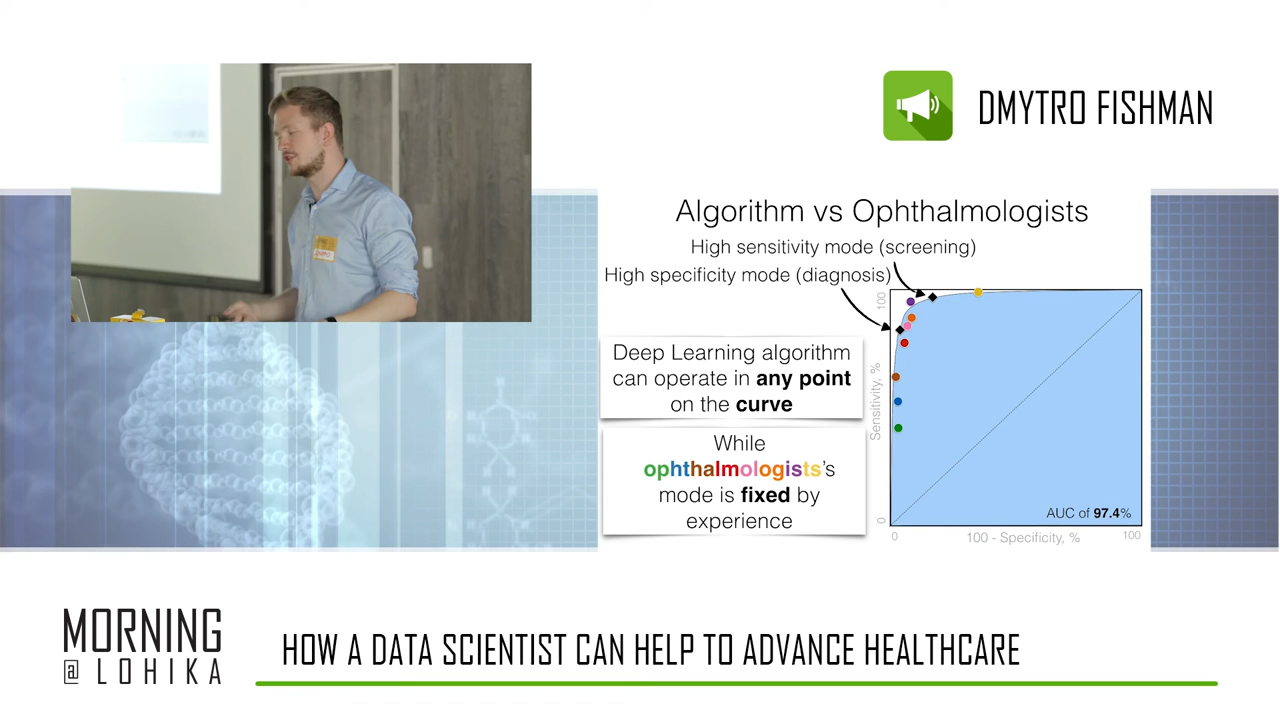 DMYTRO FISHMAN
Algorithm vs Ophthalmologists
High sensitivity mode (screening)
High specificity mode (diagnosis)
Deep Learning algorithm
can operate in any point
on the curve
While
ophthalmologists's
mode is fixed by
experience
100
Sensitivity, %
0
AUC of 97.4%
0
100 - Specificity, %
100
MORNING
@ LOHIKA
HOW A DATA SCIENTIST CAN HELP TO ADVANCE HEALTHCARE